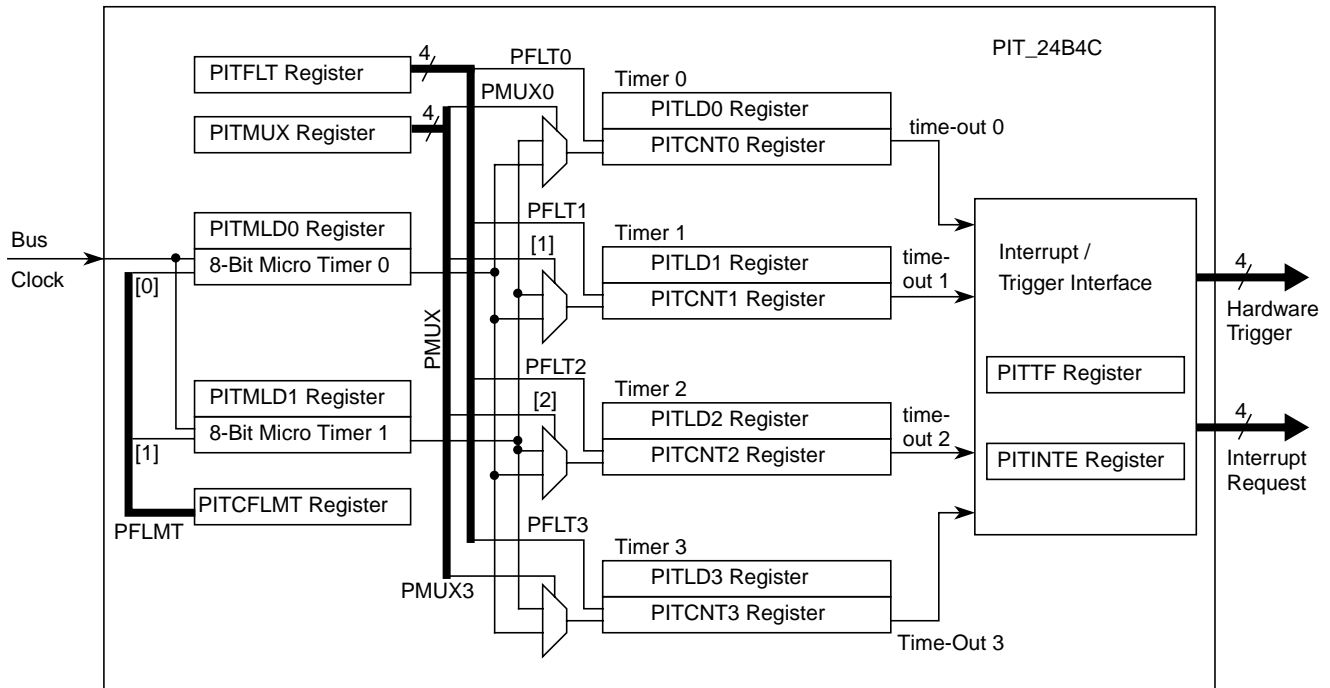 PIT_24B4C
4
PFLT0
PITFLT Register
Timer 0
PMUX0
PITLD0 Register
4
time-out 0
PITMUX Register
PITCNT0 Register
PFLT1
PITMLD0 Register
Timer 1
Bus
[1]
Interrupt /
8-Bit Micro Timer 0
PITLD1 Register
time-
4
Clock
[0]
out 1
Trigger Interface
PITCNT1 Register
Hardware
Trigger
PMUX
PFLT2
PITTF Register
Timer 2
PITMLD1 Register
[2]
4
PITLD2 Register
time-
8-Bit Micro Timer 1
out 2
[1]
PITCNT2 Register
PITINTE Register
Interrupt
Request
PITCFLMT Register
PFLMT
PFLT3
Timer 3
PITLD3 Register
PMUX3
PITCNT3 Register
Time-Out 3